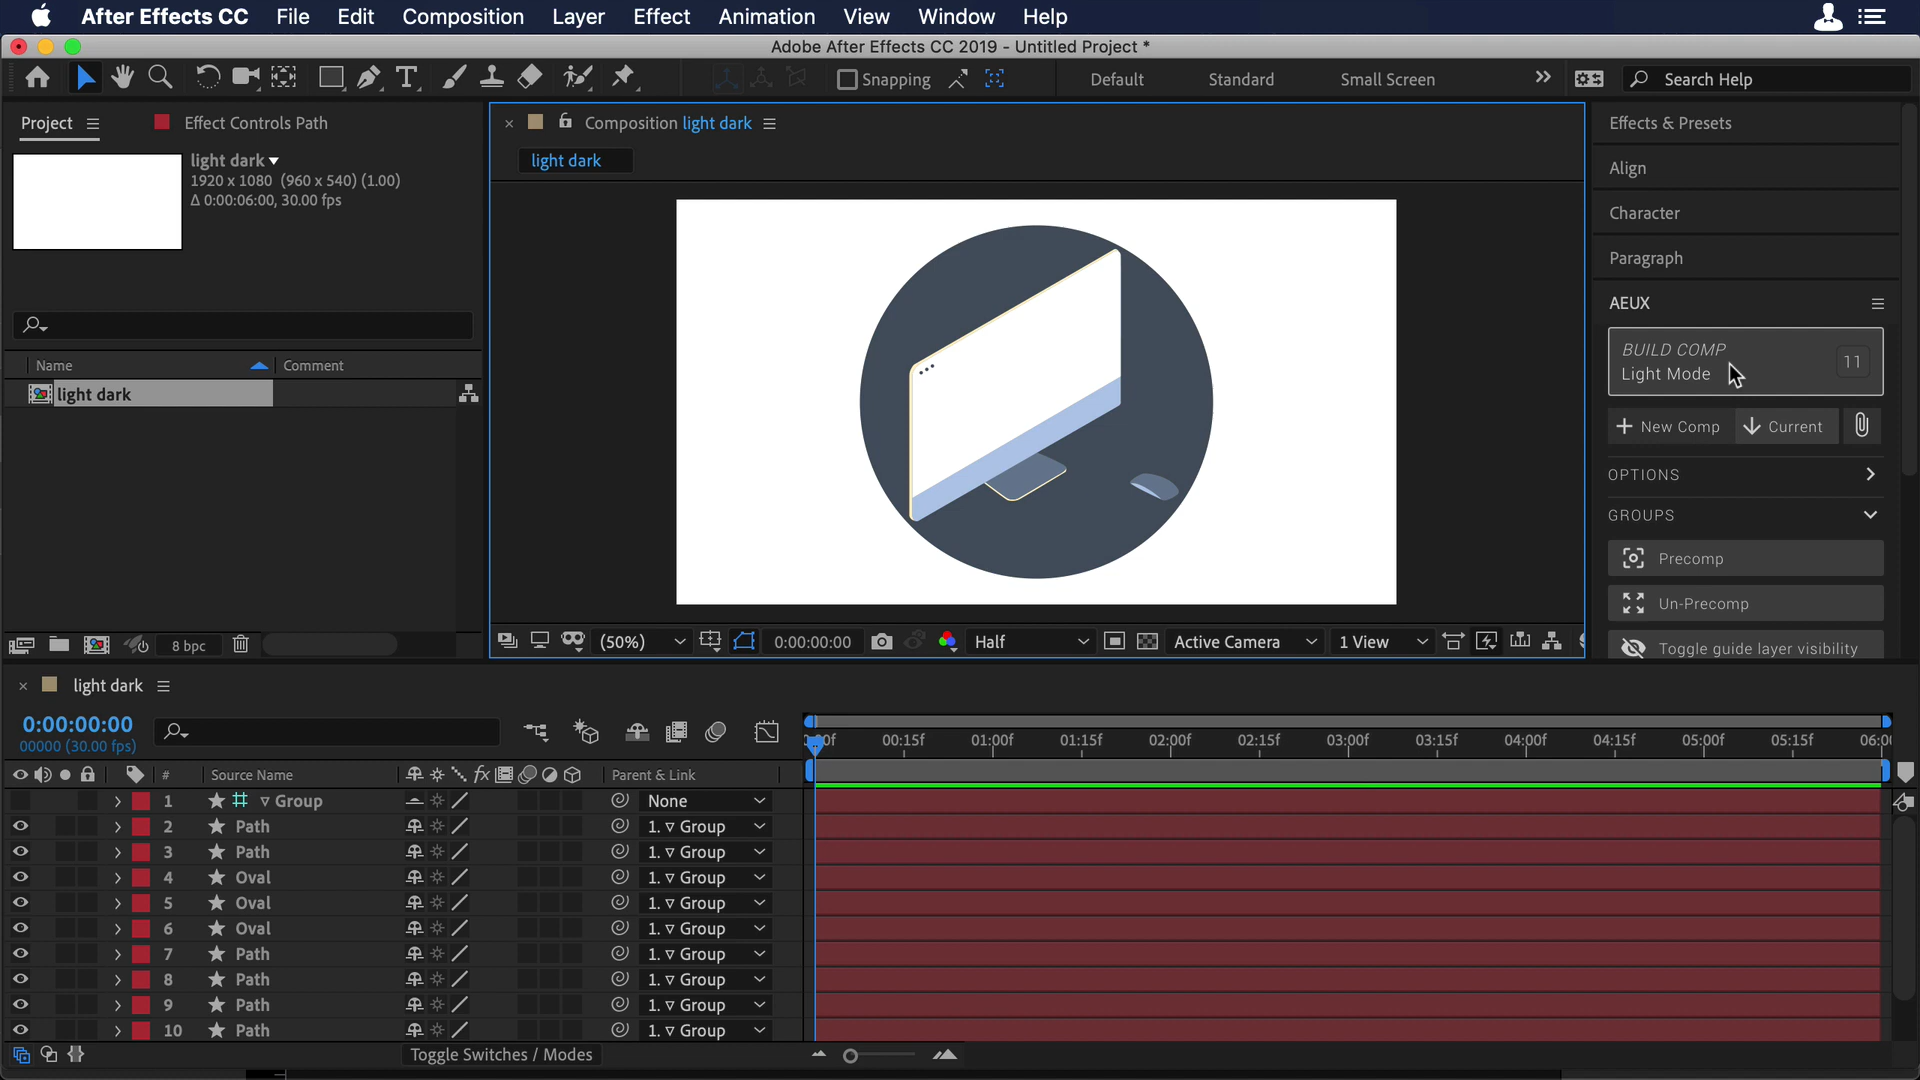 After Effects CC File Edit Composition Layer Effect Animation View Window Help
Adobe After Effects CC 2019 - Untitled Project *
Snapping Default Standard Small Screen Search Help
Project Effect Controls Path
light dark
1920 x 1080 (960 x 540) (1.00)
Δ 0:00:06:00, 30.00 fps
Name Comment
light dark
8 bpc
Composition light dark
light dark
(50%) 0:00:00:00 Half Active Camera 1 View
Effects & Presets
Align
Character
Paragraph
AEUX
BUILD COMP
Light Mode
11
New Comp Current
OPTIONS
GROUPS
Precomp
Un-Precomp
Toggle guide layer visibility
light dark
0:00:00:00
00000 (30.00 fps)
00:15f 01:00f 01:15f 02:00f 02:15f 03:00f 03:15f 04:00f 04:15f 05:00f 05:15f
# Source Name fx Parent & Link
1 Group None
2 Path 1. ▿ Group
3 Path 1. ▿ Group
4 Oval 1. ▿ Group
5 Oval 1. ▿ Group
6 Oval 1. ▿ Group
7 Path 1. ▿ Group
8 Path 1. ▿ Group
9 Path 1. ▿ Group
10 Path 1. ▿ Group
Toggle Switches / Modes